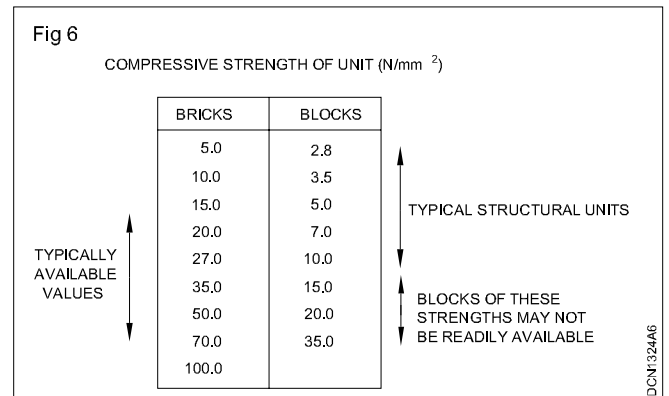 Fig 6
COMPRESSIVE STRENGTH OF UNIT (N/mm 2)
BRICKS BLOCKS
5.0 2.8
10.0 3.5
15.0 5.0
20.0 7.0
27.0 10.0
35.0 15.0
50.0 20.0
70.0 35.0
100.0
TYPICALLY
AVAILABLE
VALUES
TYPICAL STRUCTURAL UNITS
BLOCKS OF THESE
STRENGTHS MAY NOT
BE READILY AVAILABLE
DCN1324A6